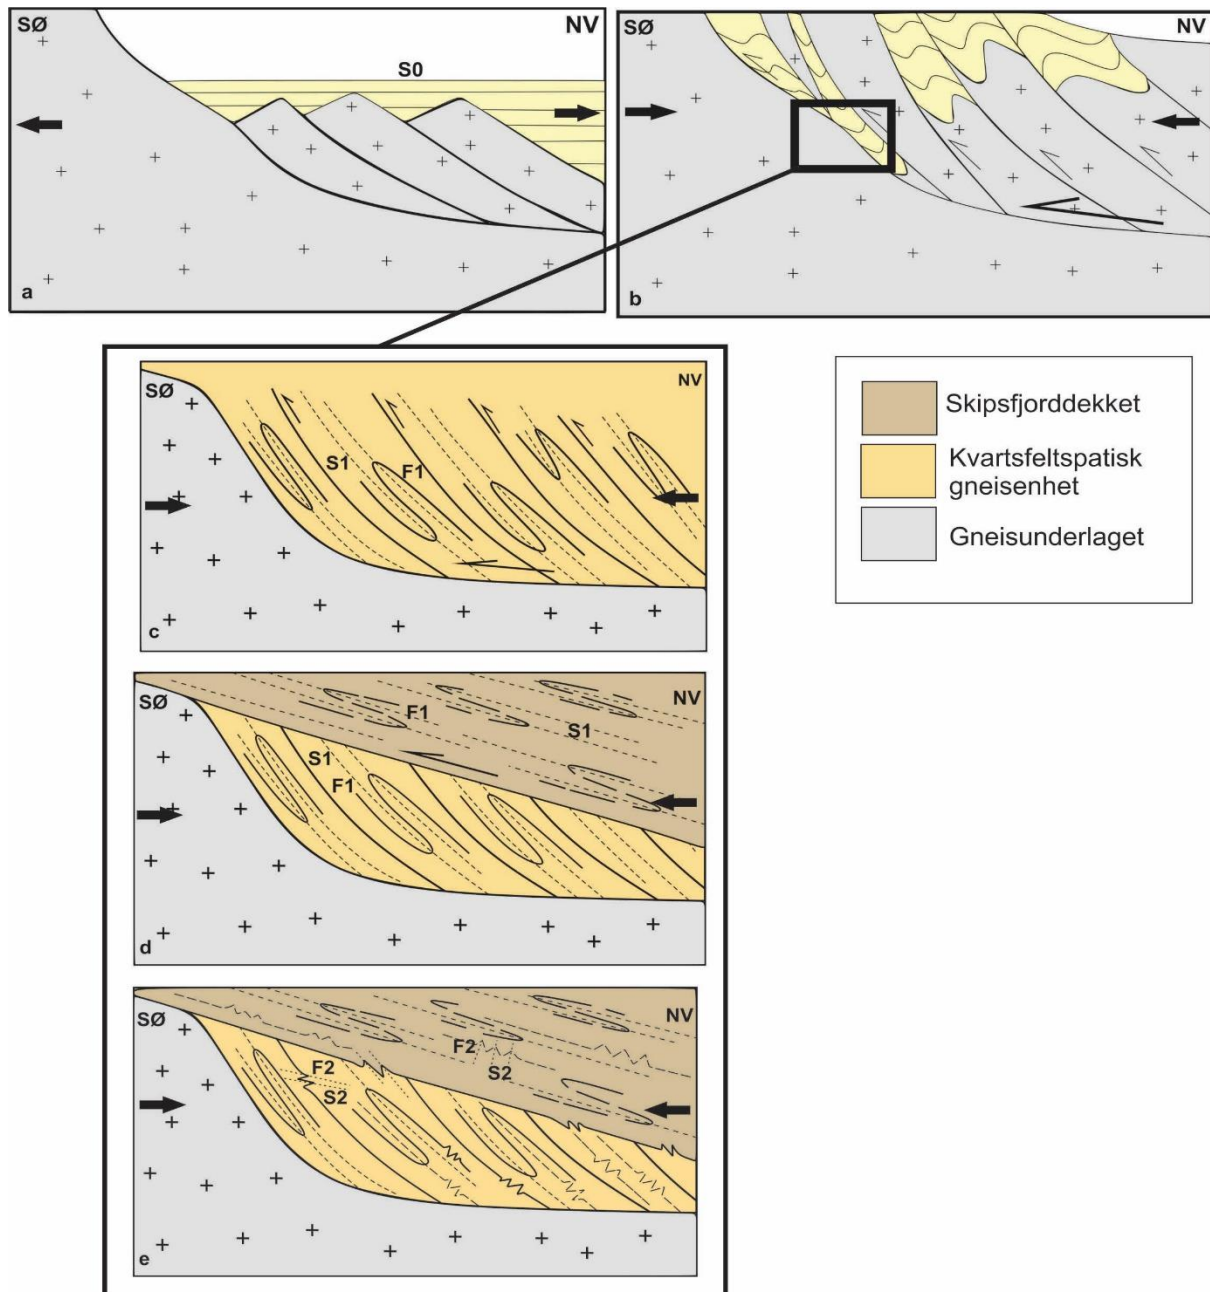 SØ
NV
S0
a
SØ
NV
b
SØ
NV
S1
F1
c
SØ
NV
F1
S1
S1
F1
d
SØ
NV
F2
S2
F2
S2
e
Skipsfjorddekket
Kvartsfeltspatisk
gneisenhet
Gneisunderlaget